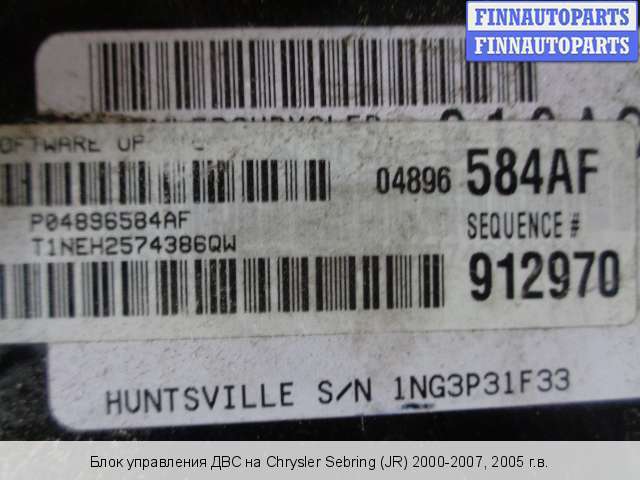 FINNAUTOPARTS
FINNAUTOPARTS
04896 584AF
P04896584AF
T1NEH2574386QW
SEQUENCE #
912970
HUNTSVILLE S/N 1NG3P31F33
Блок управления ДВС на Chrysler Sebring (JR) 2000-2007, 2005 г.в.